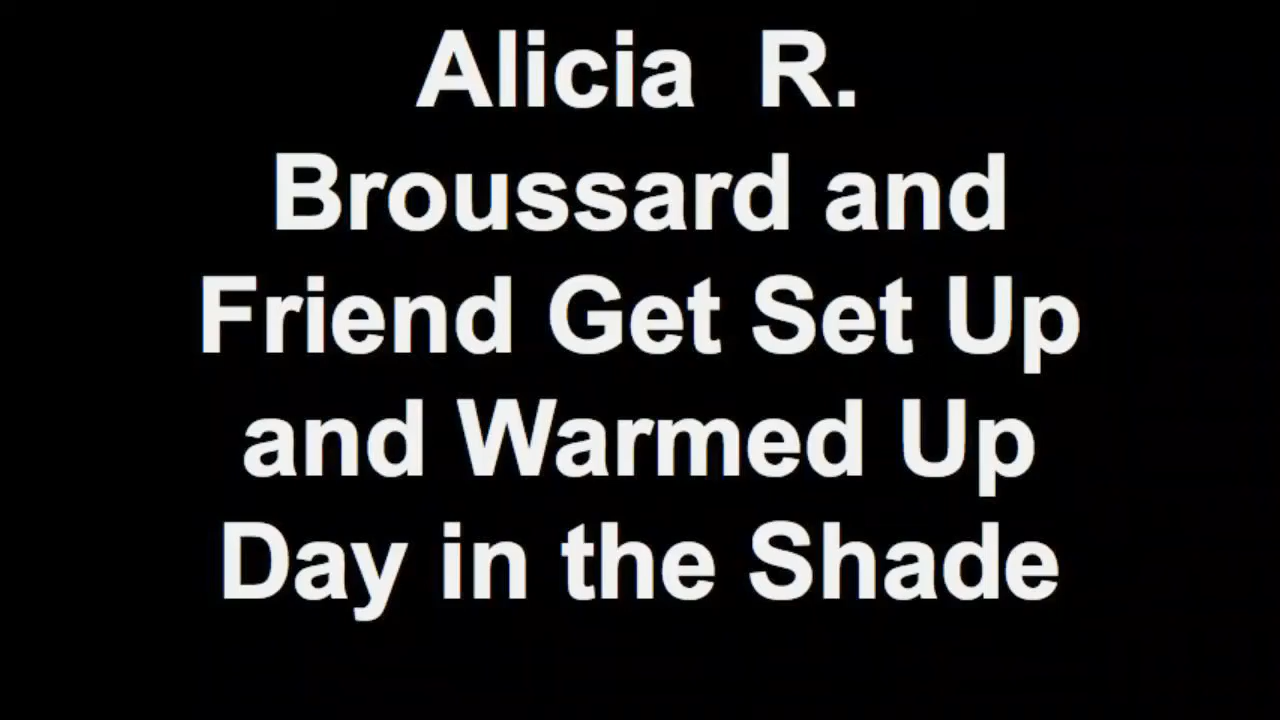 Alicia  R.
Broussard and
Friend Get Set Up
and Warmed Up
Day in the Shade